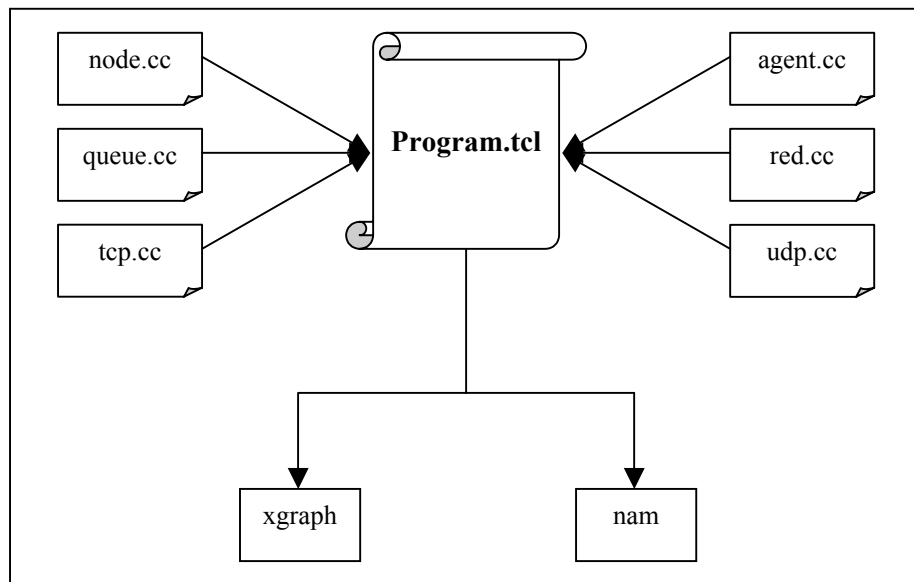 node.cc
agent.cc
Program.tcl
queue.cc
red.cc
tcp.cc
udp.cc
xgraph
nam